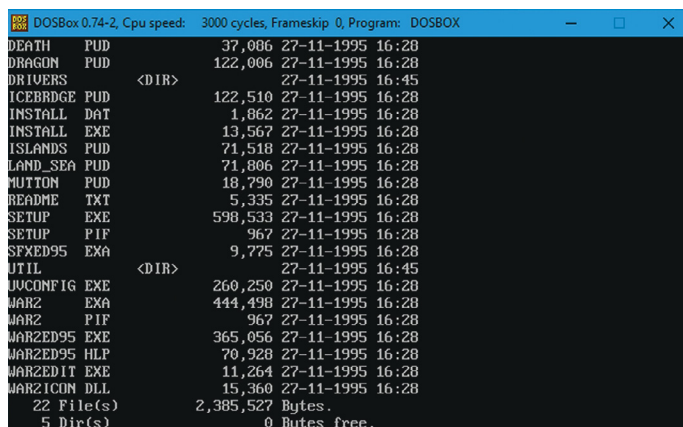 DOSBox 0.74-2, Cpu speed: 3000 cycles, Frameskip 0, Program: DOSBOX
DEATH PUD 37,086 27-11-1995 16:28
DRAGON PUD 122,006 27-11-1995 16:28
DRIVERS <DIR> 27-11-1995 16:45
ICEBRDGE PUD 122,510 27-11-1995 16:28
INSTALL DAT 1,862 27-11-1995 16:28
INSTALL EXE 13,567 27-11-1995 16:28
ISLANDS PUD 71,518 27-11-1995 16:28
LAND_SEA PUD 71,806 27-11-1995 16:28
MUTTON PUD 18,790 27-11-1995 16:28
README TXT 5,335 27-11-1995 16:28
SETUP EXE 598,533 27-11-1995 16:28
SETUP PIF 967 27-11-1995 16:28
SFXED95 EXA 9,775 27-11-1995 16:28
UTIL <DIR> 27-11-1995 16:45
UVCONFIG EXE 260,250 27-11-1995 16:28
WAR2 EXA 444,498 27-11-1995 16:28
WAR2 PIF 967 27-11-1995 16:28
WAR2ED95 EXE 365,056 27-11-1995 16:28
WAR2ED95 HLP 70,928 27-11-1995 16:28
WAR2EDIT EXE 11,264 27-11-1995 16:28
WAR2ICON DLL 15,360 27-11-1995 16:28
22 File(s) 2,385,527 Bytes.
5 Dir(s) 0 Bytes free.